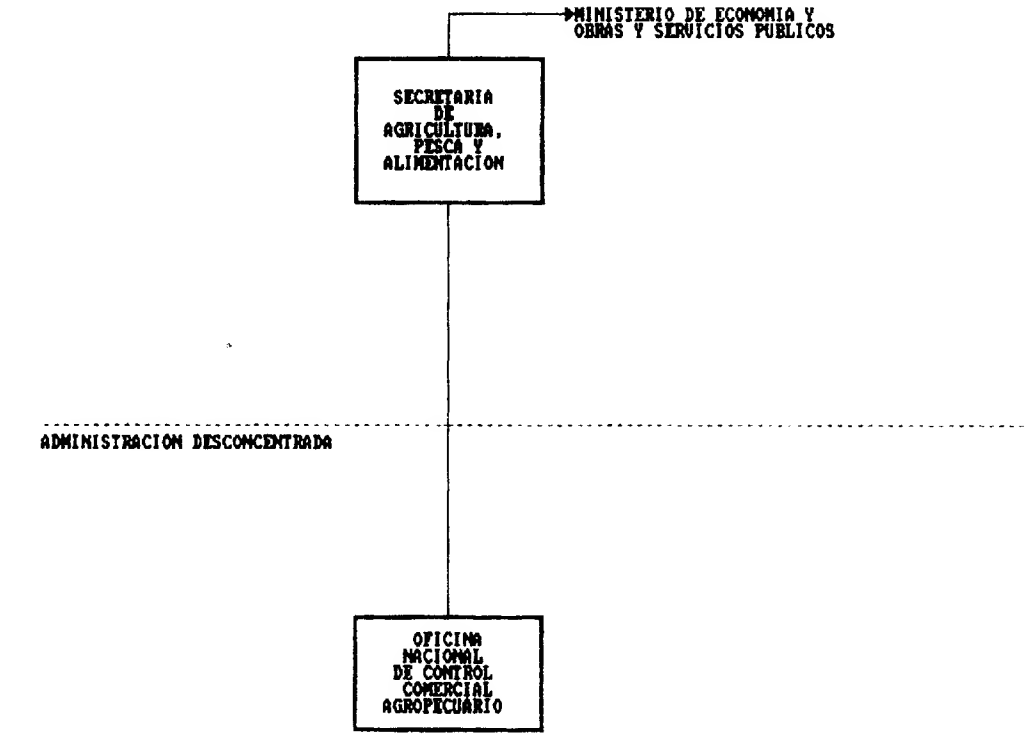 MINISTERIO DE ECONOMIA Y
OBRAS Y SERVICIOS PUBLICOS
SECRETARIA
DE
AGRICULTURA,
PESCA Y
ALIMENTACION
ADMINISTRACION DESCONCENTRADA
OFICINA
NACIONAL
DE CONTROL
COMERCIAL
AGROPECUARIO